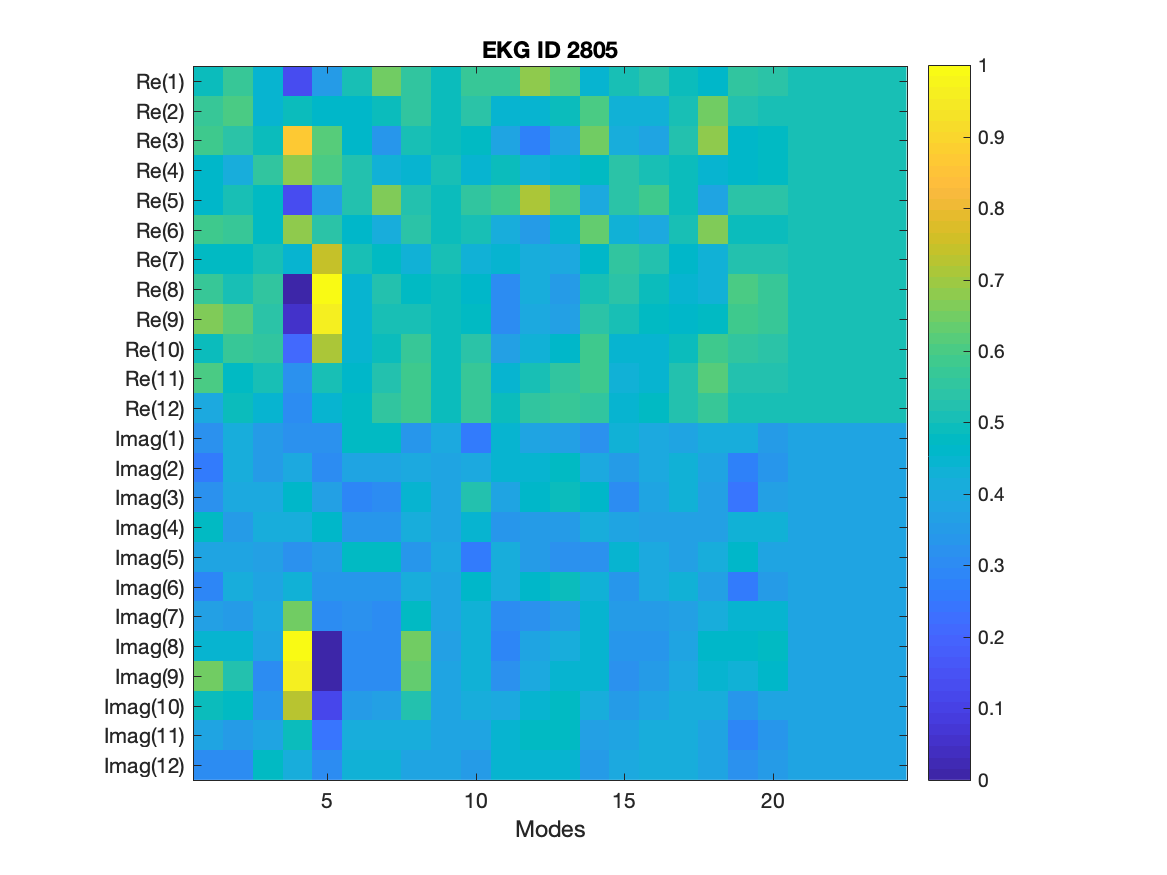 EKG ID 2805
Re(1)
Re(2)
Re(3)
Re(4)
Re(5)
Re(6)
Re(7)
Re(8)
Re(9)
Re(10)
Re(11)
Re(12)
Imag(1)
Imag(2)
Imag(3)
Imag(4)
Imag(5)
Imag(6)
Imag(7)
Imag(8)
Imag(9)
Imag(10)
Imag(11)
Imag(12)
5 10 15 20
Modes
1
0.9
0.8
0.7
0.6
0.5
0.4
0.3
0.2
0.1
0